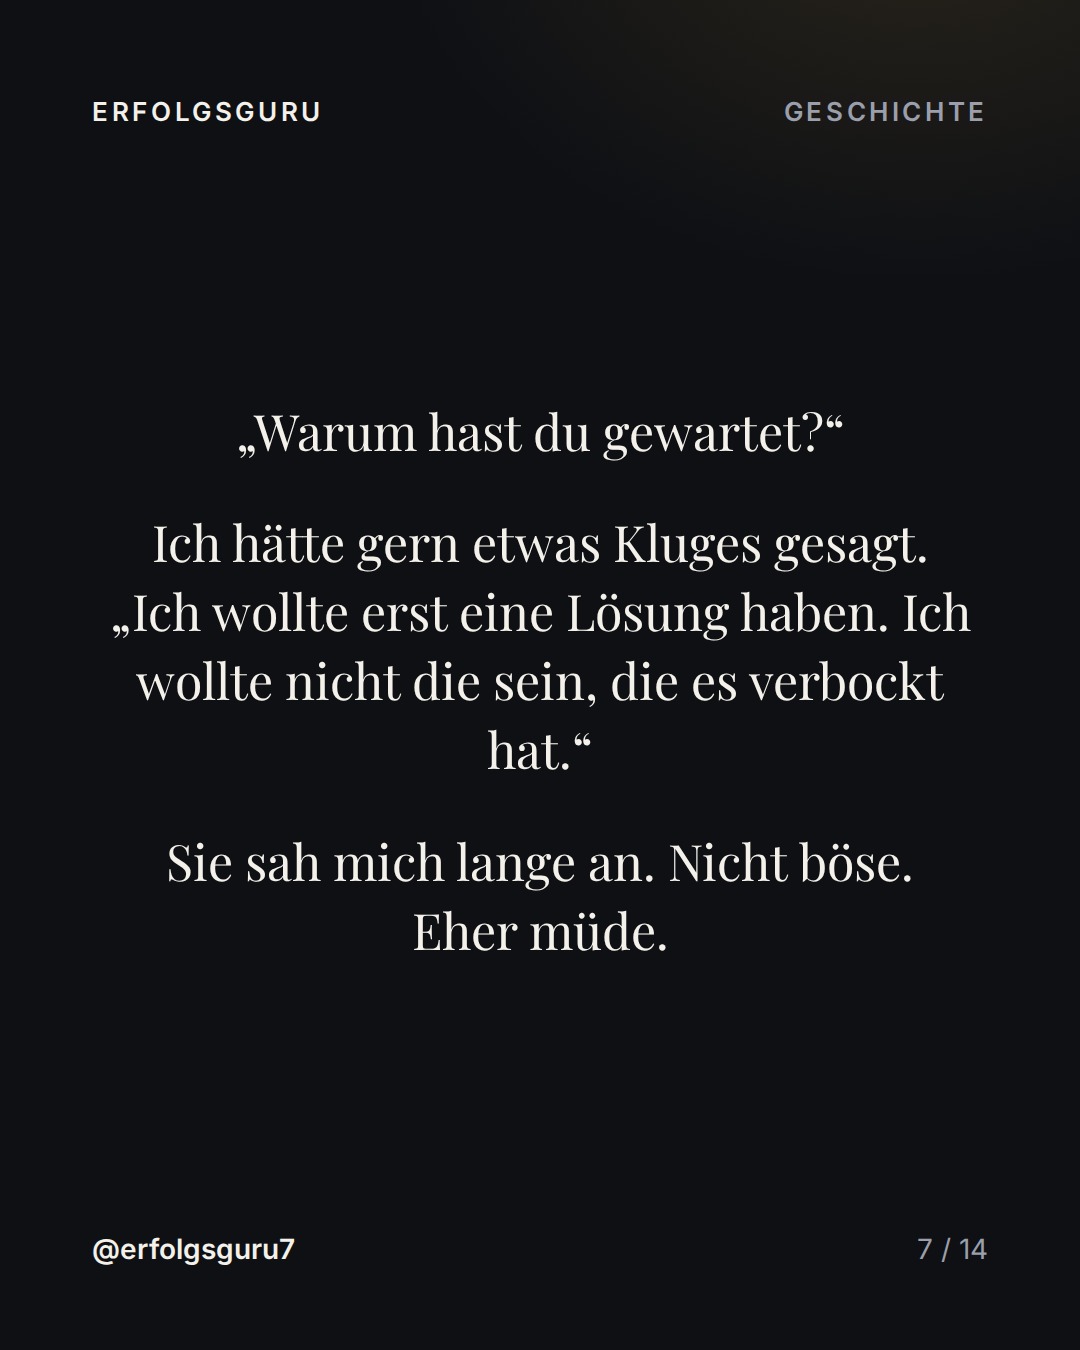 ERFOLGSGURU
GESCHICHTE
„Warum hast du gewartet?“
Ich hätte gern etwas Kluges gesagt.
„Ich wollte erst eine Lösung haben. Ich
wollte nicht die sein, die es verbockt
hat.“
Sie sah mich lange an. Nicht böse.
Eher müde.
@erfolgsguru7
7 / 14